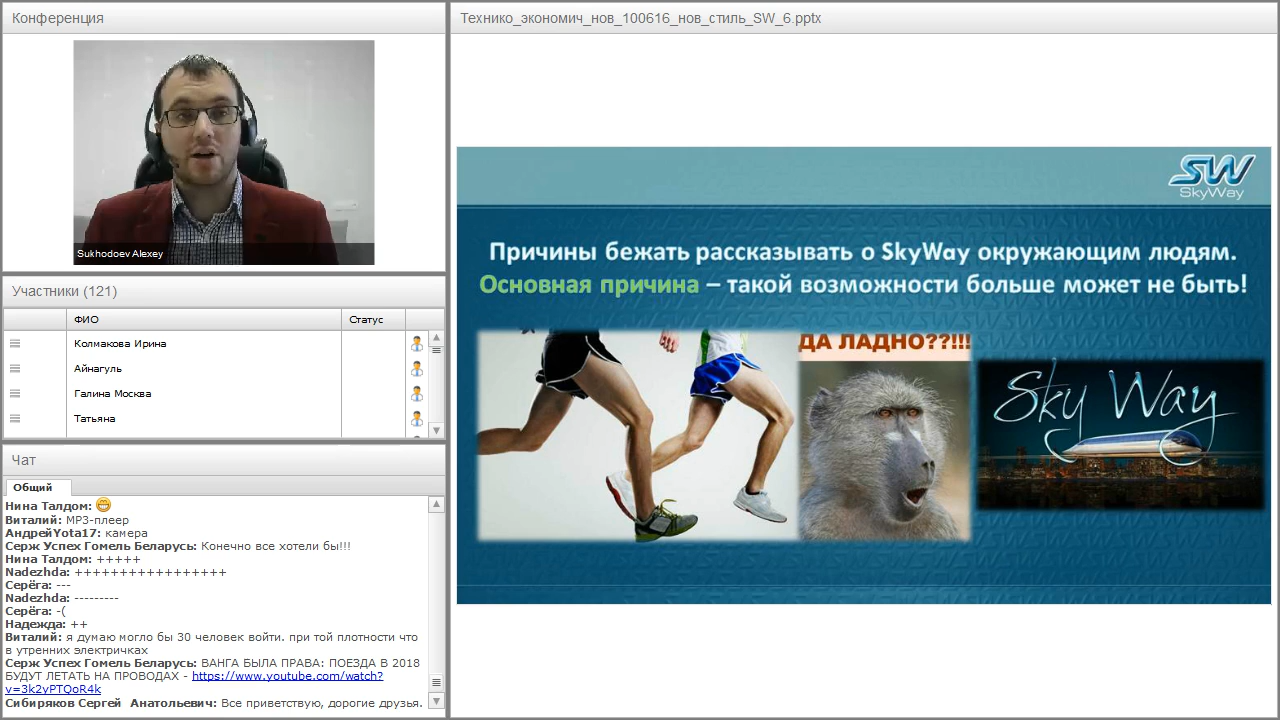 Конференция
Sukhodoev Alexey
Участники (121)
ФИО
Статус
Колмакова Ирина
Айнагуль
Галина Москва
Татьяна
Чат
Общий
Нина Талдом:
Виталий: МР3-плеер
АндрейYota17: камера
Серж Успех Гомель Беларусь: Конечно все хотели бы!!!
Нина Талдом: +++++
Nadezhda: +++++++++++++++++
Серёга: ---
Nadezhda: ---------
Серёга: -(
Надежда: ++
Виталий: я думаю могло бы 30 человек войти. при той плотности что
в утренних электричках
Серж Успех Гомель Беларусь: ВАНГА БЫЛА ПРАВА: ПОЕЗДА В 2018
БУДУТ ЛЕТАТЬ НА ПРОВОДАХ - https://www.youtube.com/watch?
v=3k2yPTQoR4k
Сибиряков Сергей Анатольевич: Все приветствую, дорогие друзья.
Технико_экономич_нов_100616_нов_стиль_SW_6.pptx
SW
SkyWay
Причины бежать рассказывать о SkyWay окружающим людям.
Основная причина – такой возможности больше может не быть!
ДА ЛАДНО??!!!
Sky Way